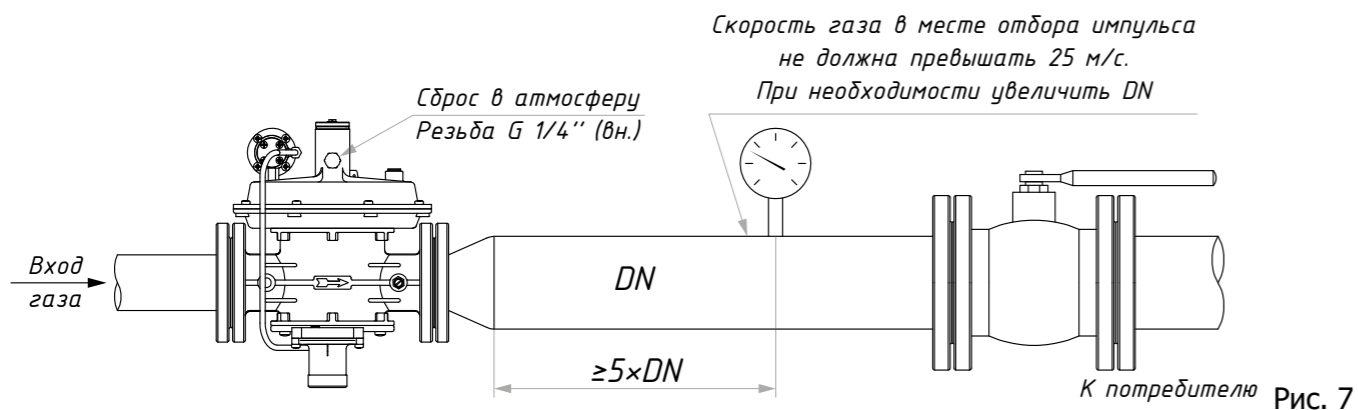 Скорость газа в месте отбора импульса
не должна превышать 25 м/с.
При необходимости увеличить DN
Сброс в атмосферу
Резьба G 1/4'' (вн.)
Вход
газа
DN
≥5×DN
К потребителю
Рис. 7